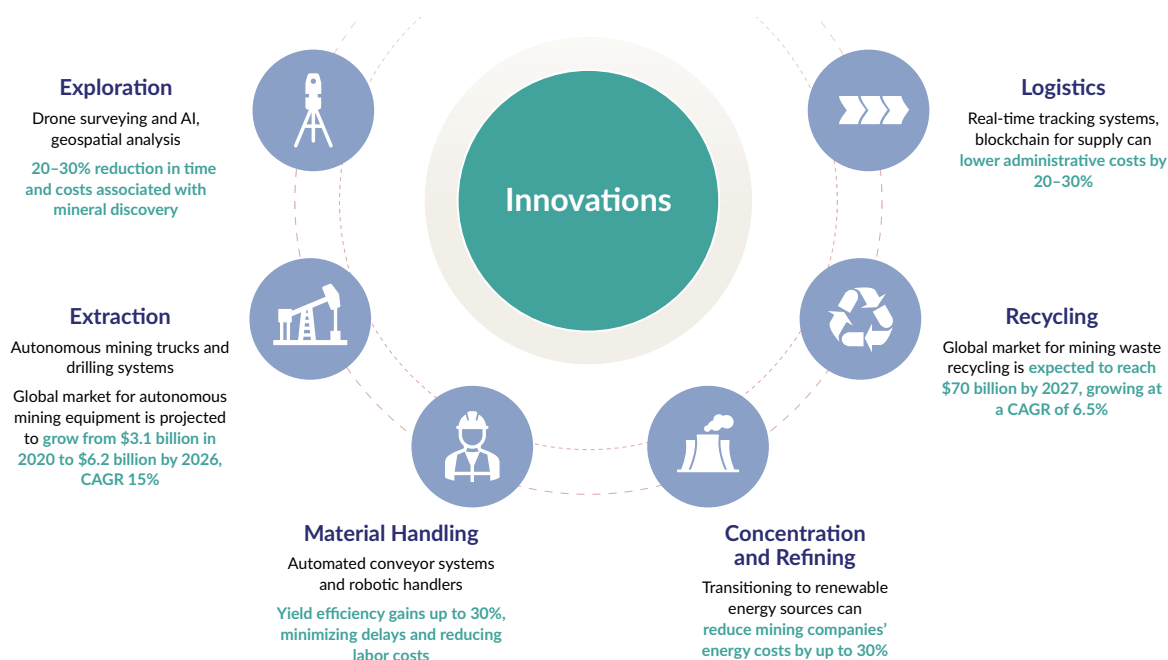 Innovations
Exploration
Drone surveying and AI,
geospatial analysis
20–30% reduction in time
and costs associated with
mineral discovery
Extraction
Autonomous mining trucks and
drilling systems
Global market for autonomous
mining equipment is projected
to grow from $3.1 billion in
2020 to $6.2 billion by 2026,
CAGR 15%
Material Handling
Automated conveyor systems
and robotic handlers
Yield efficiency gains up to 30%,
minimizing delays and reducing
labor costs
Concentration
and Refining
Transitioning to renewable
energy sources can
reduce mining companies’
energy costs by up to 30%
Recycling
Global market for mining waste
recycling is expected to reach
$70 billion by 2027, growing at
a CAGR of 6.5%
Logistics
Real-time tracking systems,
blockchain for supply can
lower administrative costs by
20–30%